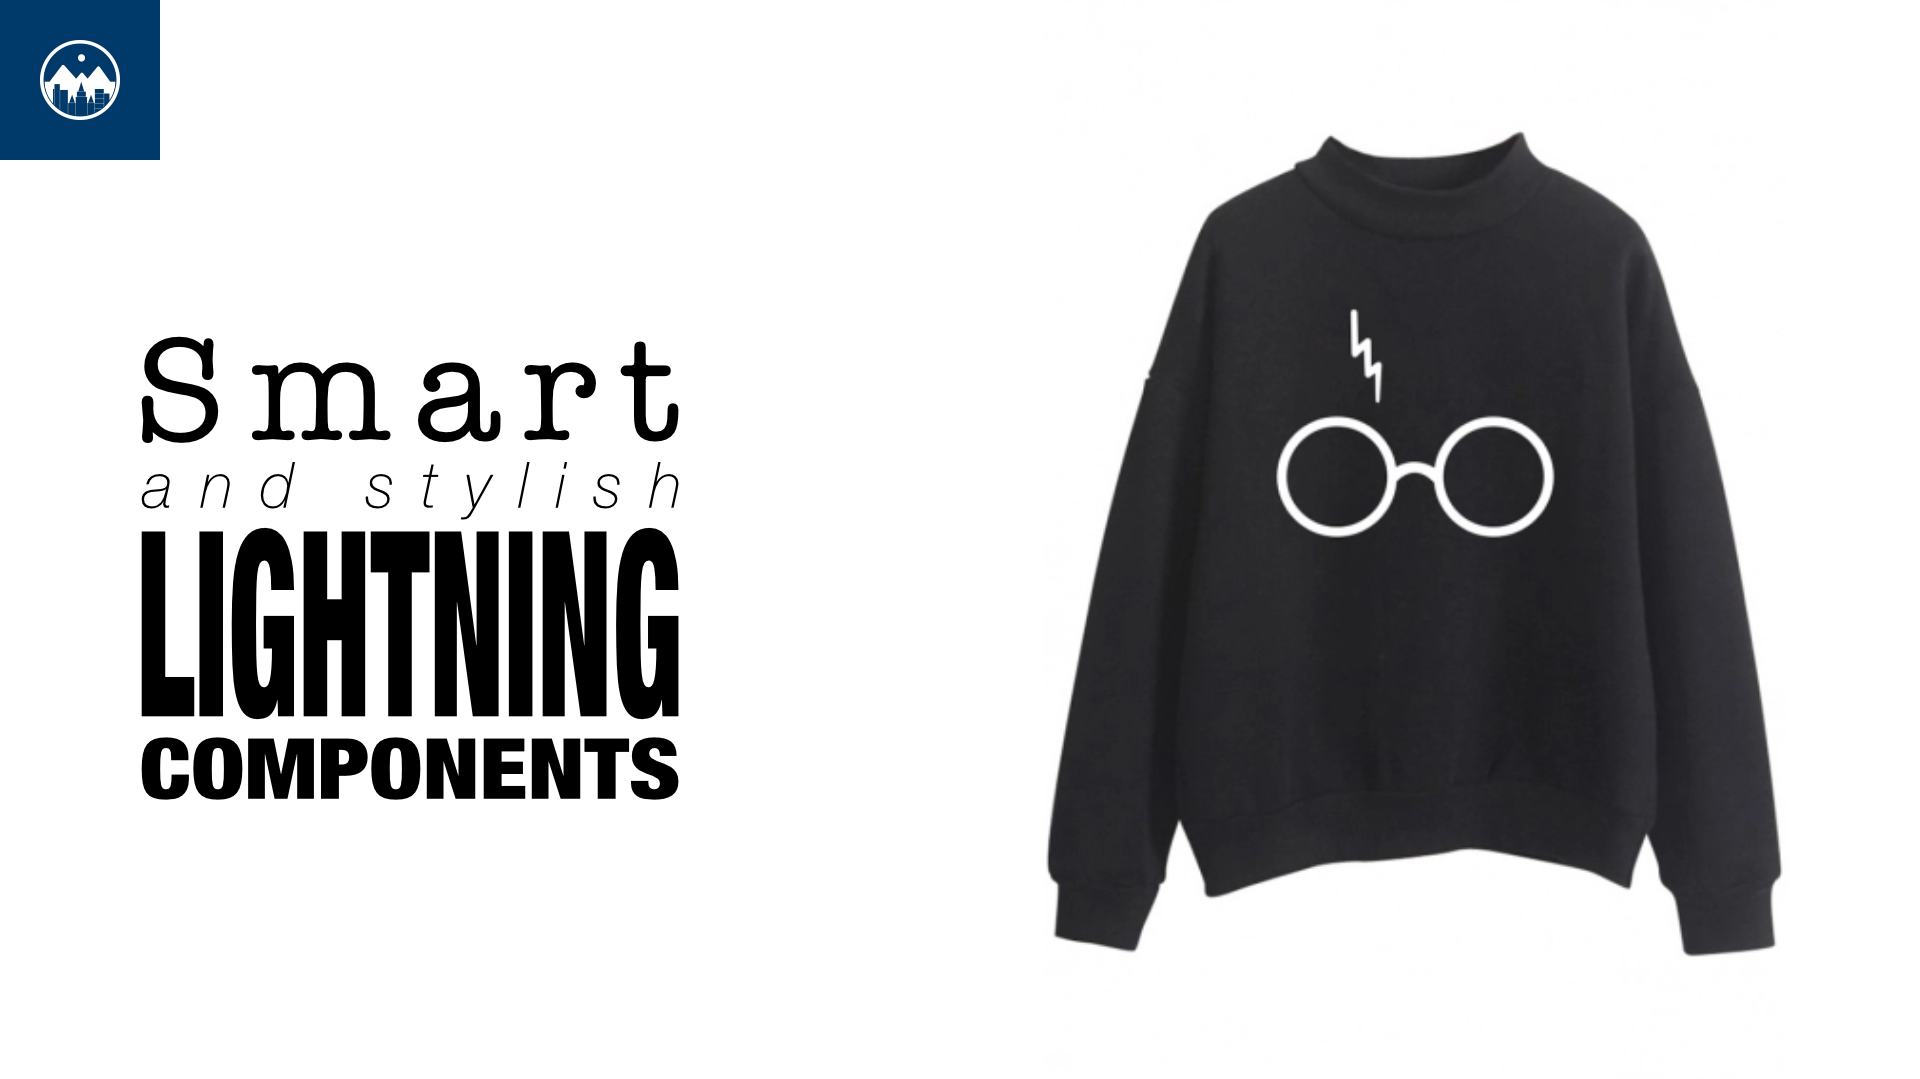 Smart
and stylish
LIGHTNING
COMPONENTS